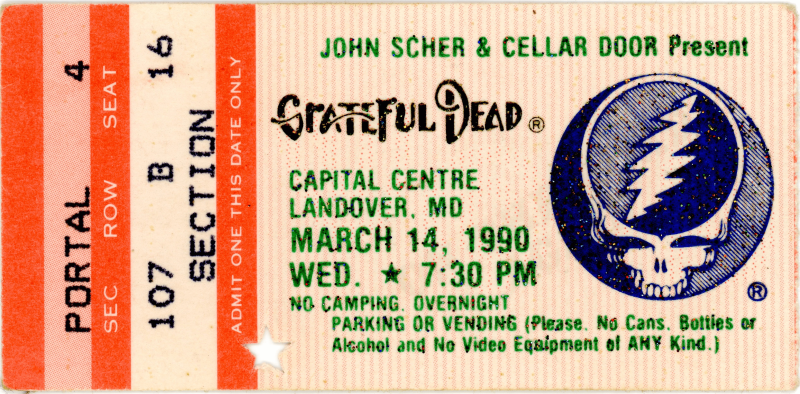 PORTAL 4
SEC ROW SEAT
107 B 16
SECTION
ADMIT ONE THIS DATE ONLY
JOHN SCHER & CELLAR DOOR Present
GRATEFUL DEAD ®
CAPITAL CENTRE
LANDOVER, MD
MARCH 14, 1990
WED. ★ 7:30 PM
NO CAMPING, OVERNIGHT
PARKING OR VENDING (Please. No Cans, Bottles or
Alcohol and No Video Equipment of ANY Kind.)
®